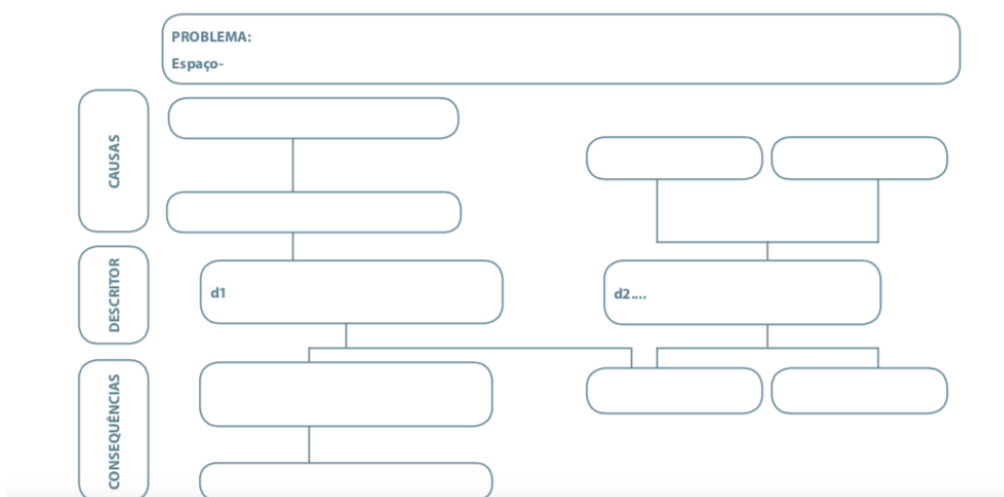 PROBLEMA:
Espaço-
CAUSAS
DESCRITOR
d1
d2....
CONSEQUÊNCIAS